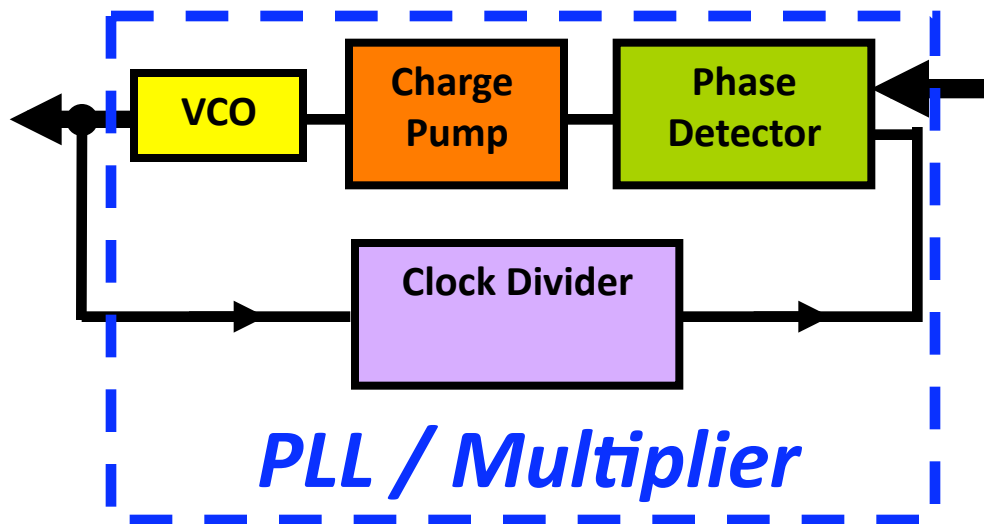 VCO
Charge
Pump
Phase
Detector
Clock Divider
PLL / Multiplier